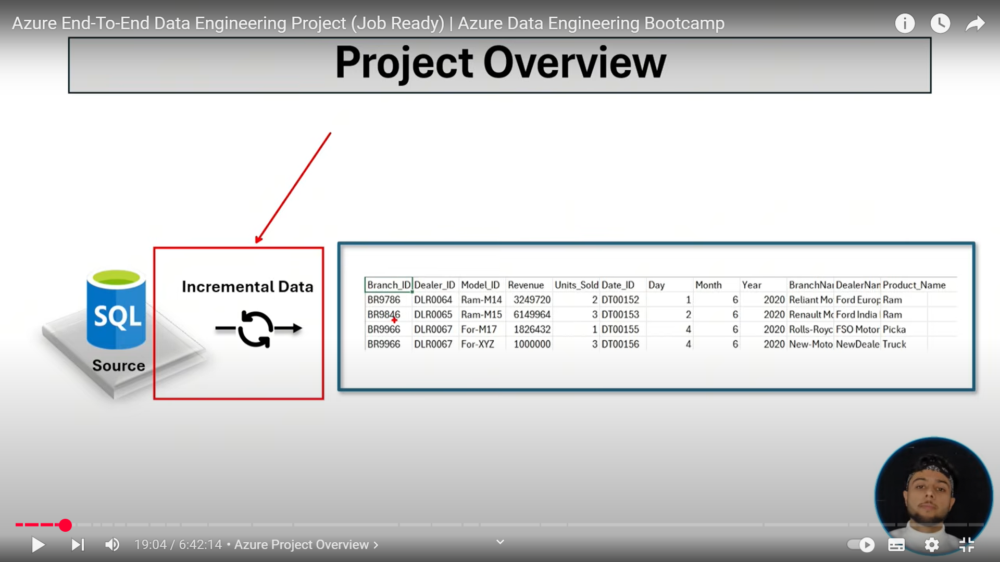 Azure End-To-End Data Engineering Project (Job Ready) | Azure Data Engineering Bootcamp
Project Overview
Incremental Data
SQL
Source
Branch_ID Dealer_ID Model_ID Revenue Units_Sold Date_ID Day Month Year BranchNa DealerNan Product_Name
BR9786 DLR0064 Ram-M14 3249720 2 DT00152 1 6 2020 Reliant Mo Ford Europ Ram
BR9846 DLR0065 Ram-M15 6149964 3 DT00153 2 6 2020 Renault Mo Ford India Ram
BR9966 DLR0067 For-M17 1826432 1 DT00155 4 6 2020 Rolls-Royc FSO Motor Picka
BR9966 DLR0067 For-XYZ 1000000 3 DT00156 4 6 2020 New-Moto NewDeale Truck
19:04 / 6:42:14 • Azure Project Overview